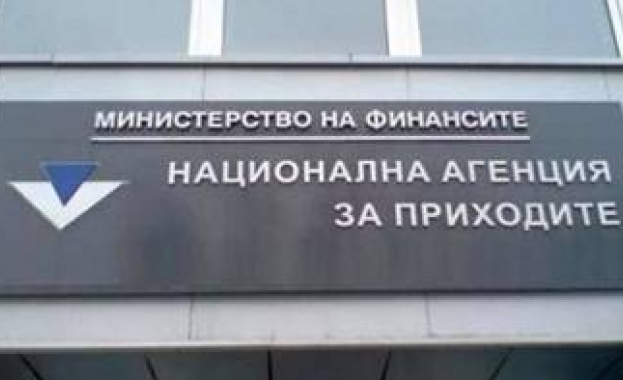 МИНИСТЕРСТВО НА ФИНАНСИТЕ
НАЦИОНАЛНА АГЕНЦИЯ
ЗА ПРИХОДИТЕ